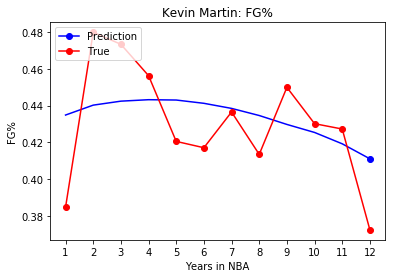 Kevin Martin: FG%
Prediction
True
FG%
0.48
0.46
0.44
0.42
0.40
0.38
1 2 3 4 5 6 7 8 9 10 11 12
Years in NBA